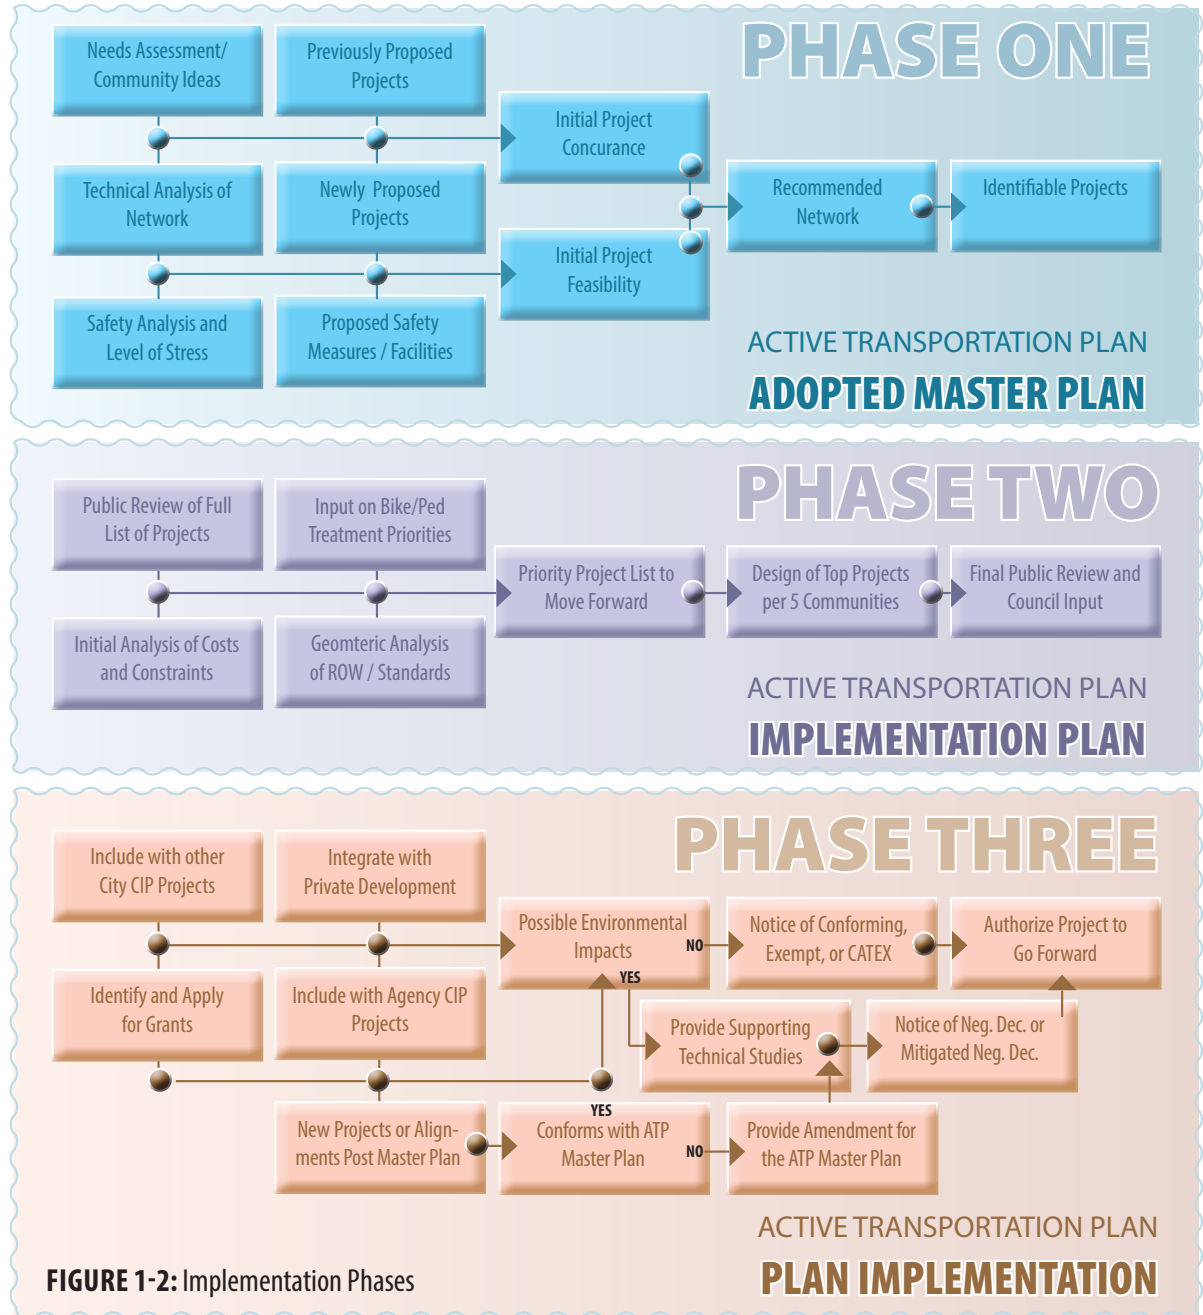 PHASE ONE
Needs Assessment/
Community Ideas
Previously Proposed
Projects
Initial Project
Concurance
Technical Analysis of
Network
Newly Proposed
Projects
Recommended
Network
Identifiable Projects
Initial Project
Feasibility
Safety Analysis and
Level of Stress
Proposed Safety
Measures / Facilities
ACTIVE TRANSPORTATION PLAN
ADOPTED MASTER PLAN
PHASE TWO
Public Review of Full
List of Projects
Input on Bike/Ped
Treatment Priorities
Priority Project List to
Move Forward
Design of Top Projects
per 5 Communities
Final Public Review and
Council Input
Initial Analysis of Costs
and Constraints
Geomteric Analysis
of ROW / Standards
ACTIVE TRANSPORTATION PLAN
IMPLEMENTATION PLAN
PHASE THREE
Include with other
City CIP Projects
Integrate with
Private Development
Possible Environmental
Impacts
NO
YES
Notice of Conforming,
Exempt, or CATEX
Authorize Project to
Go Forward
Identify and Apply
for Grants
Include with Agency CIP
Projects
Provide Supporting
Technical Studies
Notice of Neg. Dec. or
Mitigated Neg. Dec.
New Projects or Align-
ments Post Master Plan
YES
Conforms with ATP
Master Plan
NO
Provide Amendment for
the ATP Master Plan
ACTIVE TRANSPORTATION PLAN
PLAN IMPLEMENTATION
FIGURE 1-2: Implementation Phases